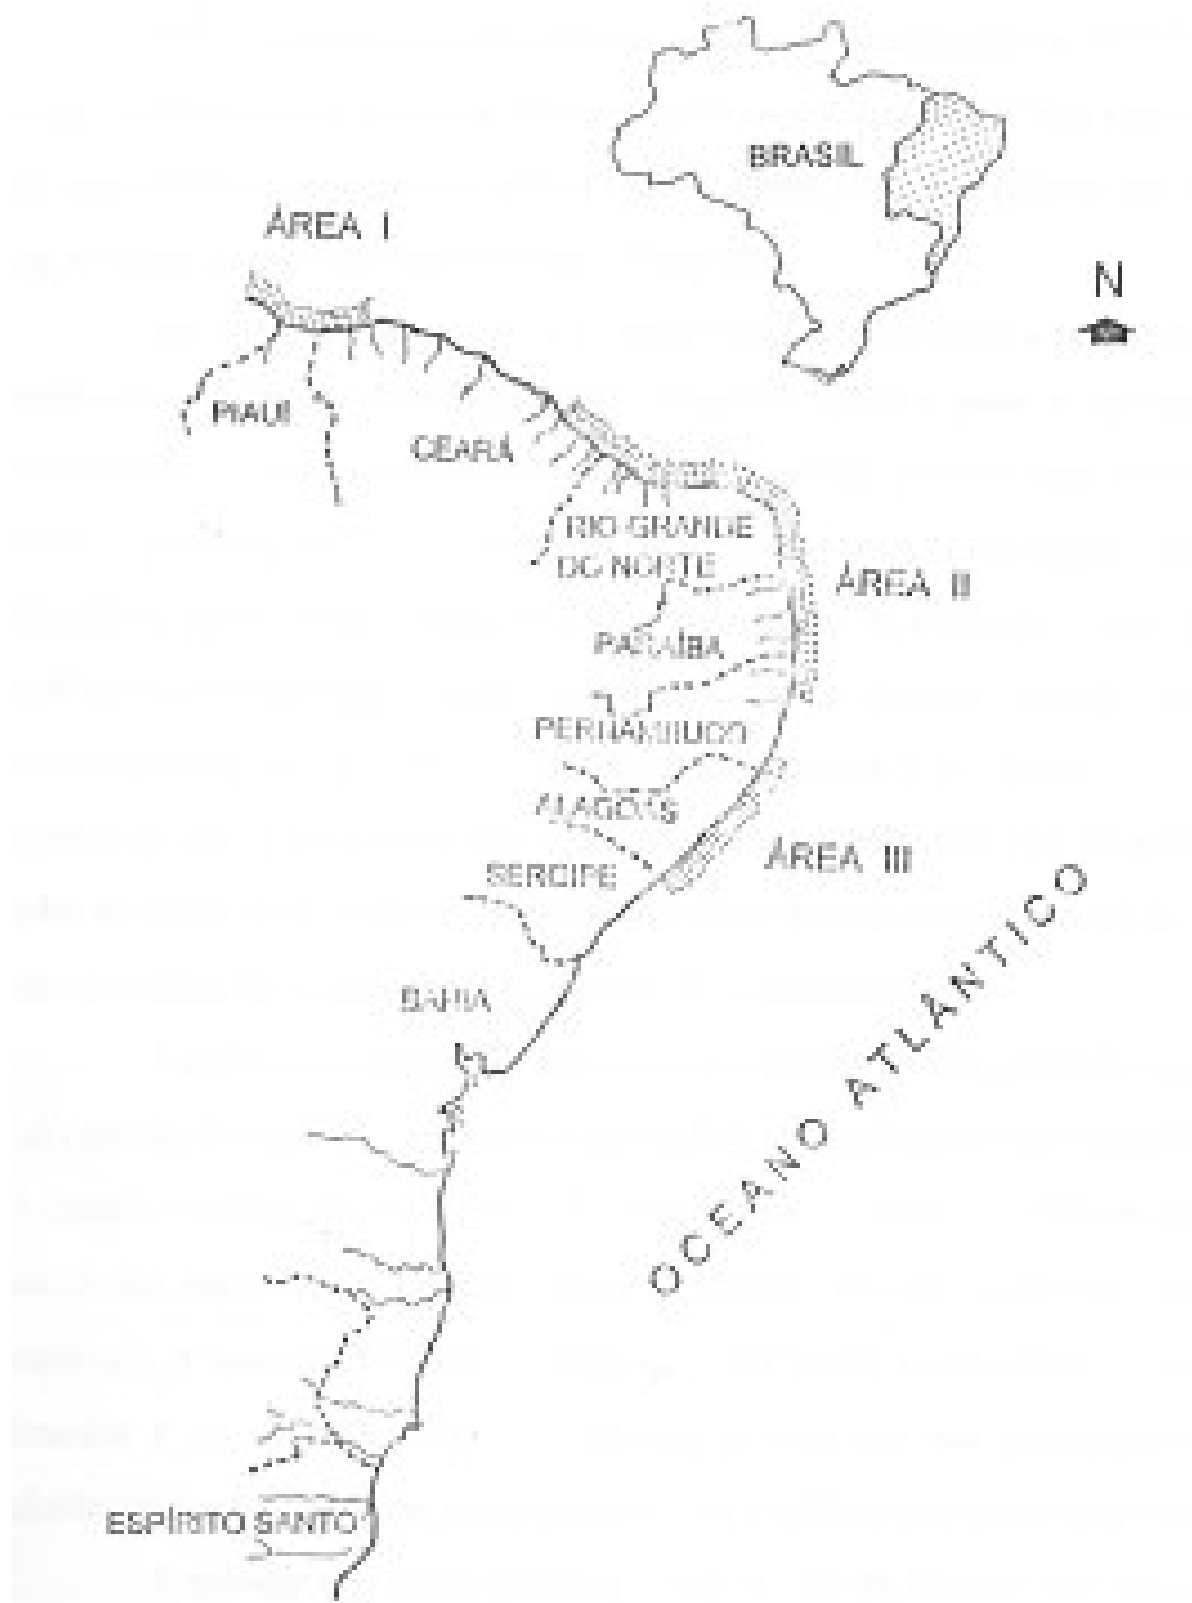 BRASIL
ÁREA I
N
PIAUÍ
CEARÁ
RIO GRANDE
DO NORTE
ÁREA II
PARAÍBA
PERNAMBUCO
ALAGOAS
ÁREA III
SERGIPE
BAHIA
OCEANO ATLÂNTICO
ESPÍRITO SANTO